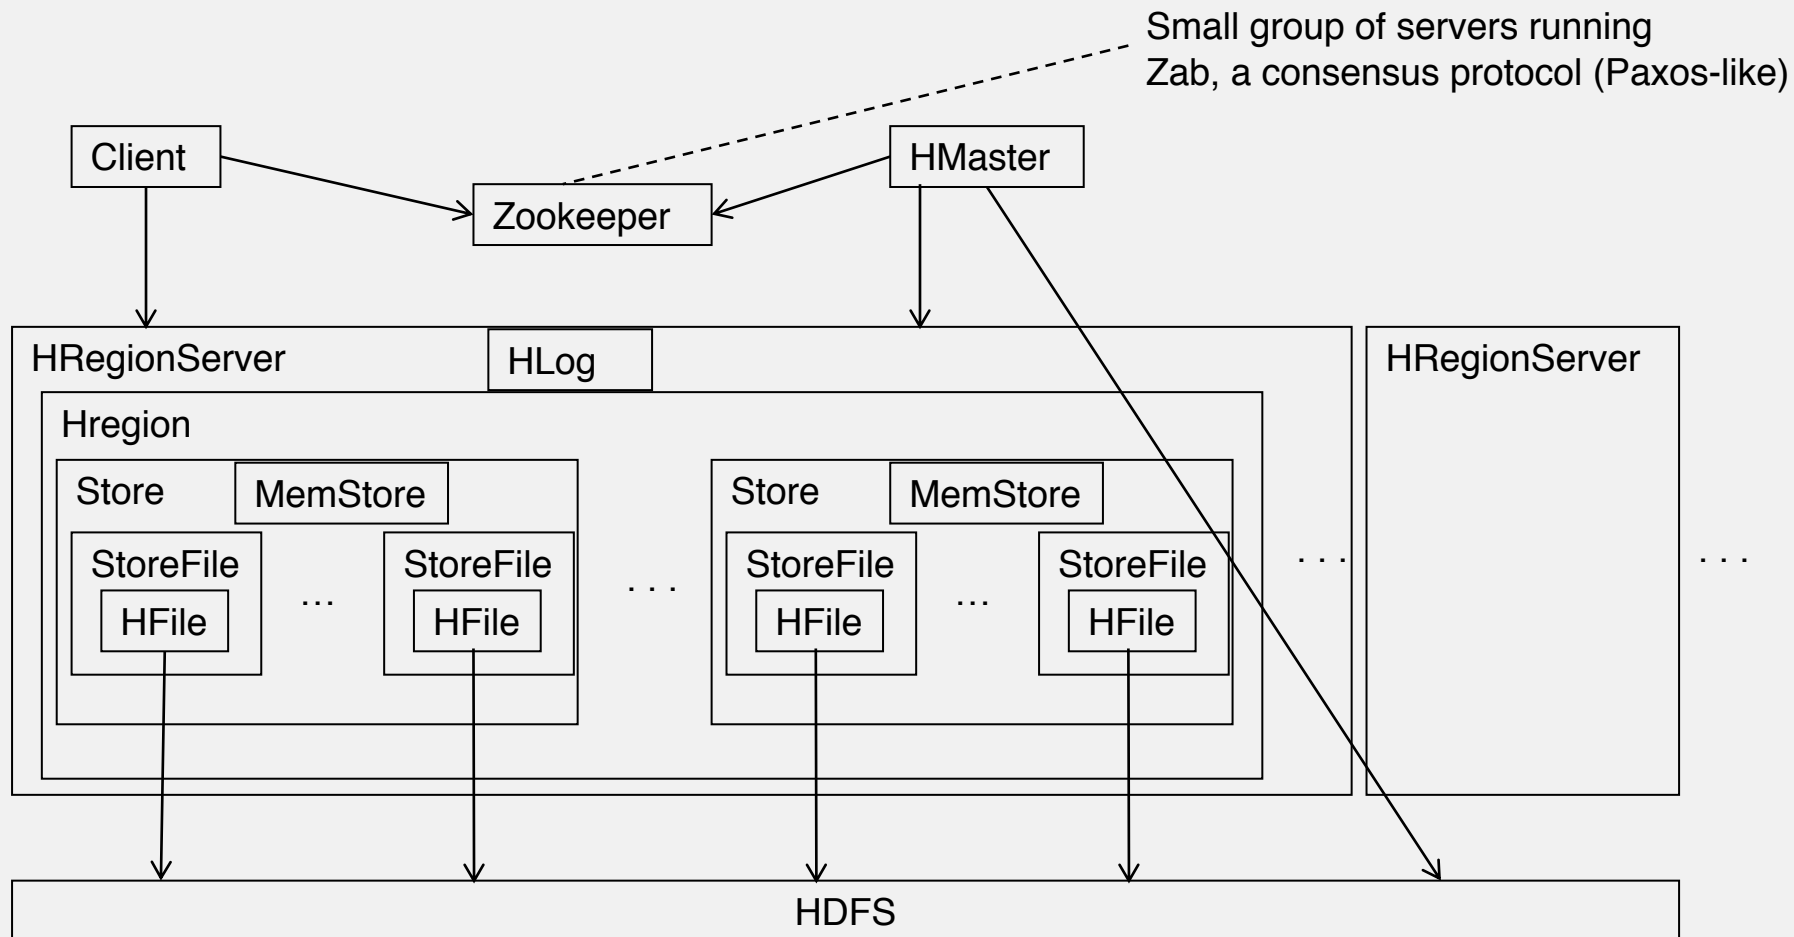 Small group of servers running
Zab, a consensus protocol (Paxos-like)
Client
HMaster
Zookeeper
HRegionServer
HLog
HRegionServer
Hregion
Store
MemStore
Store
MemStore
StoreFile
StoreFile
StoreFile
StoreFile
. . .
. . .
...
. . .
...
HFile
HFile
HFile
HFile
HDFS